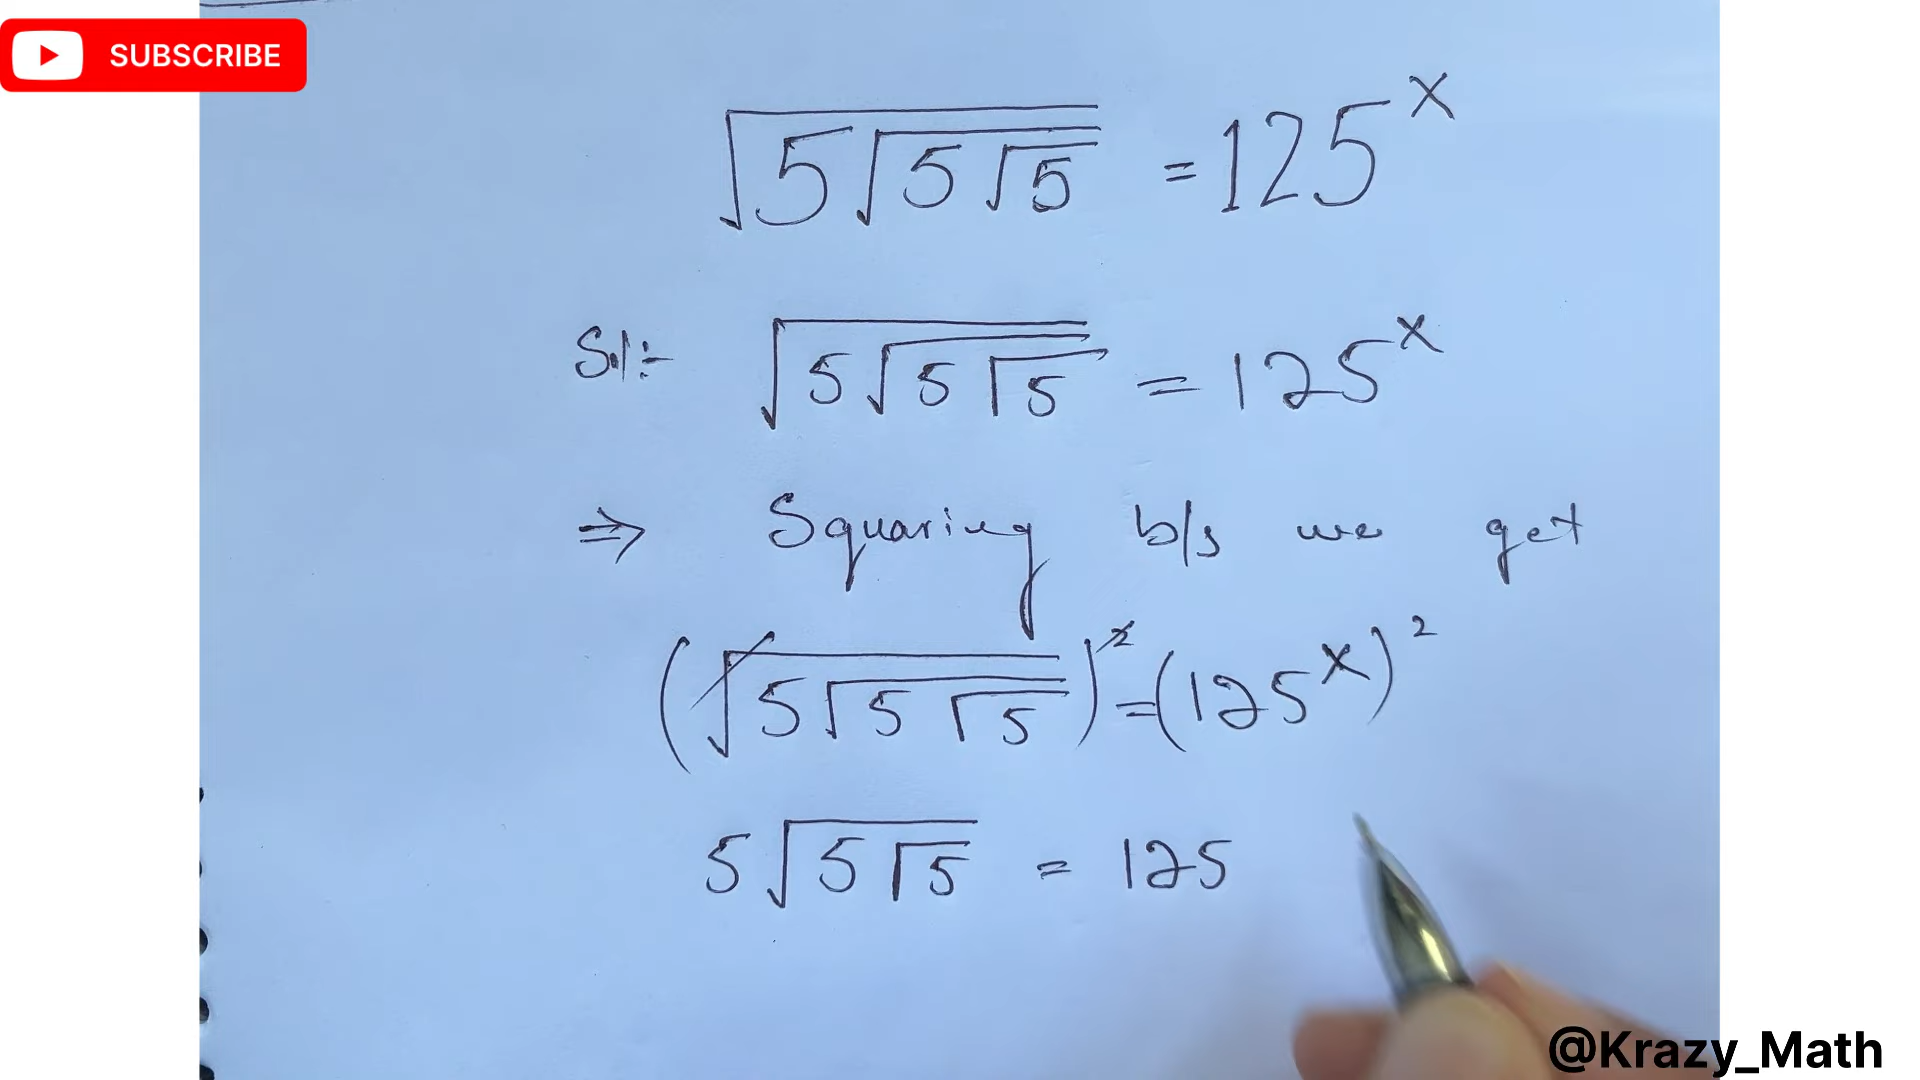 SUBSCRIBE
√(5√(5√5)) = 125^x
Sol:- √(5√(5√5)) = 125^x
⇒ Squaring b/s we get
(√(5√(5√5)))^2 = (125^x)^2
5√(5√5) = 125
@Krazy_Math